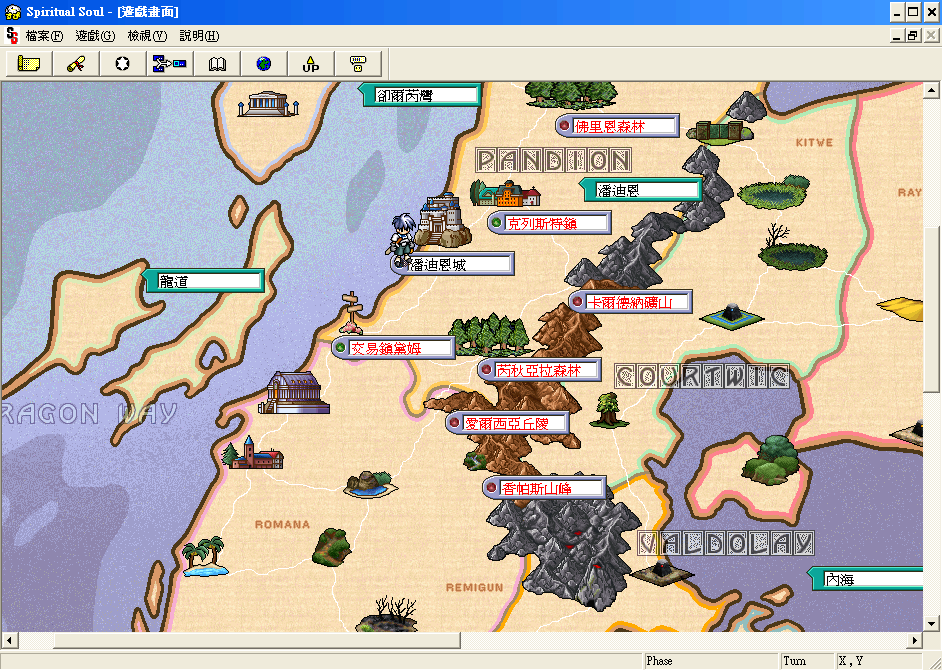 Spiritual Soul - [遊戲畫面]
檔案(F) 遊戲(G) 檢視(V) 說明(H)
UP
卻爾芮灣
佛里恩森林
KITWE
PANDION
潘迪恩
RAY
克列斯特鎮
潘迪恩城
龍道
卡爾德納礦山
交易鎮黛姆
芮秋亞拉森林
COURTWIC
RAGON WAY
愛爾西亞丘陵
香帕斯山峰
ROMANA
VALDOLAY
內海
REMIGUN
Phase Turn X , Y